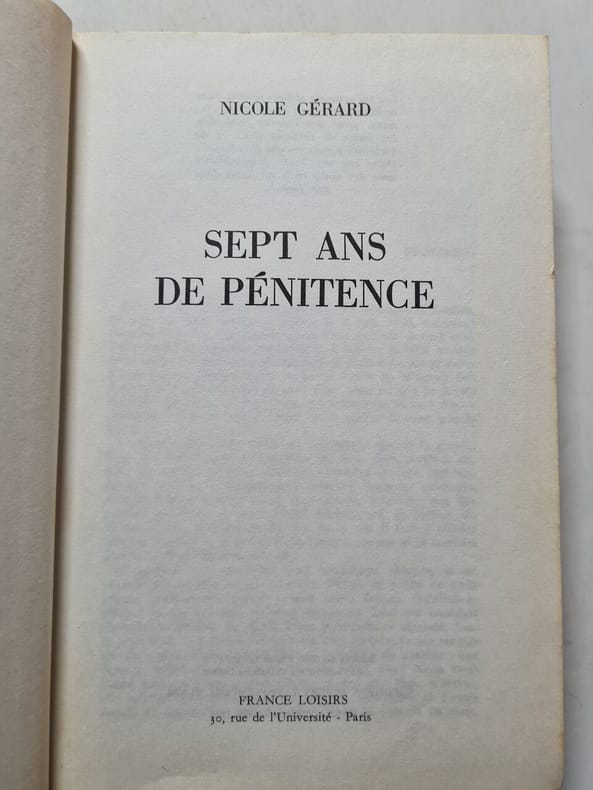 NICOLE GÉRARD
SEPT ANS
DE PÉNITENCE
FRANCE LOISIRS
30, rue de l'Université - Paris